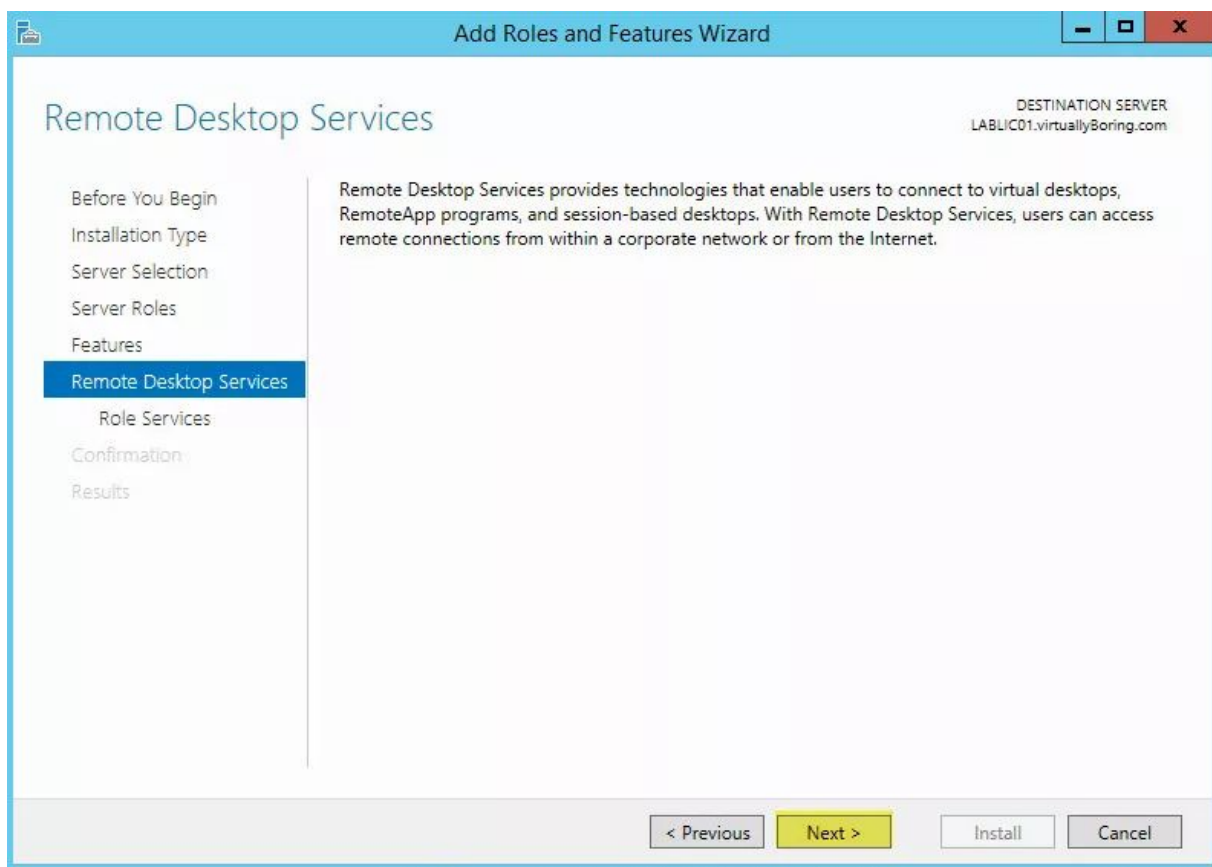 Add Roles and Features Wizard
Remote Desktop Services
DESTINATION SERVER
LABLIC01.virtuallyBoring.com
Before You Begin
Installation Type
Server Selection
Server Roles
Features
Remote Desktop Services
Role Services
Confirmation
Results
Remote Desktop Services provides technologies that enable users to connect to virtual desktops,
RemoteApp programs, and session-based desktops. With Remote Desktop Services, users can access
remote connections from within a corporate network or from the Internet.
< Previous
Next >
Install
Cancel